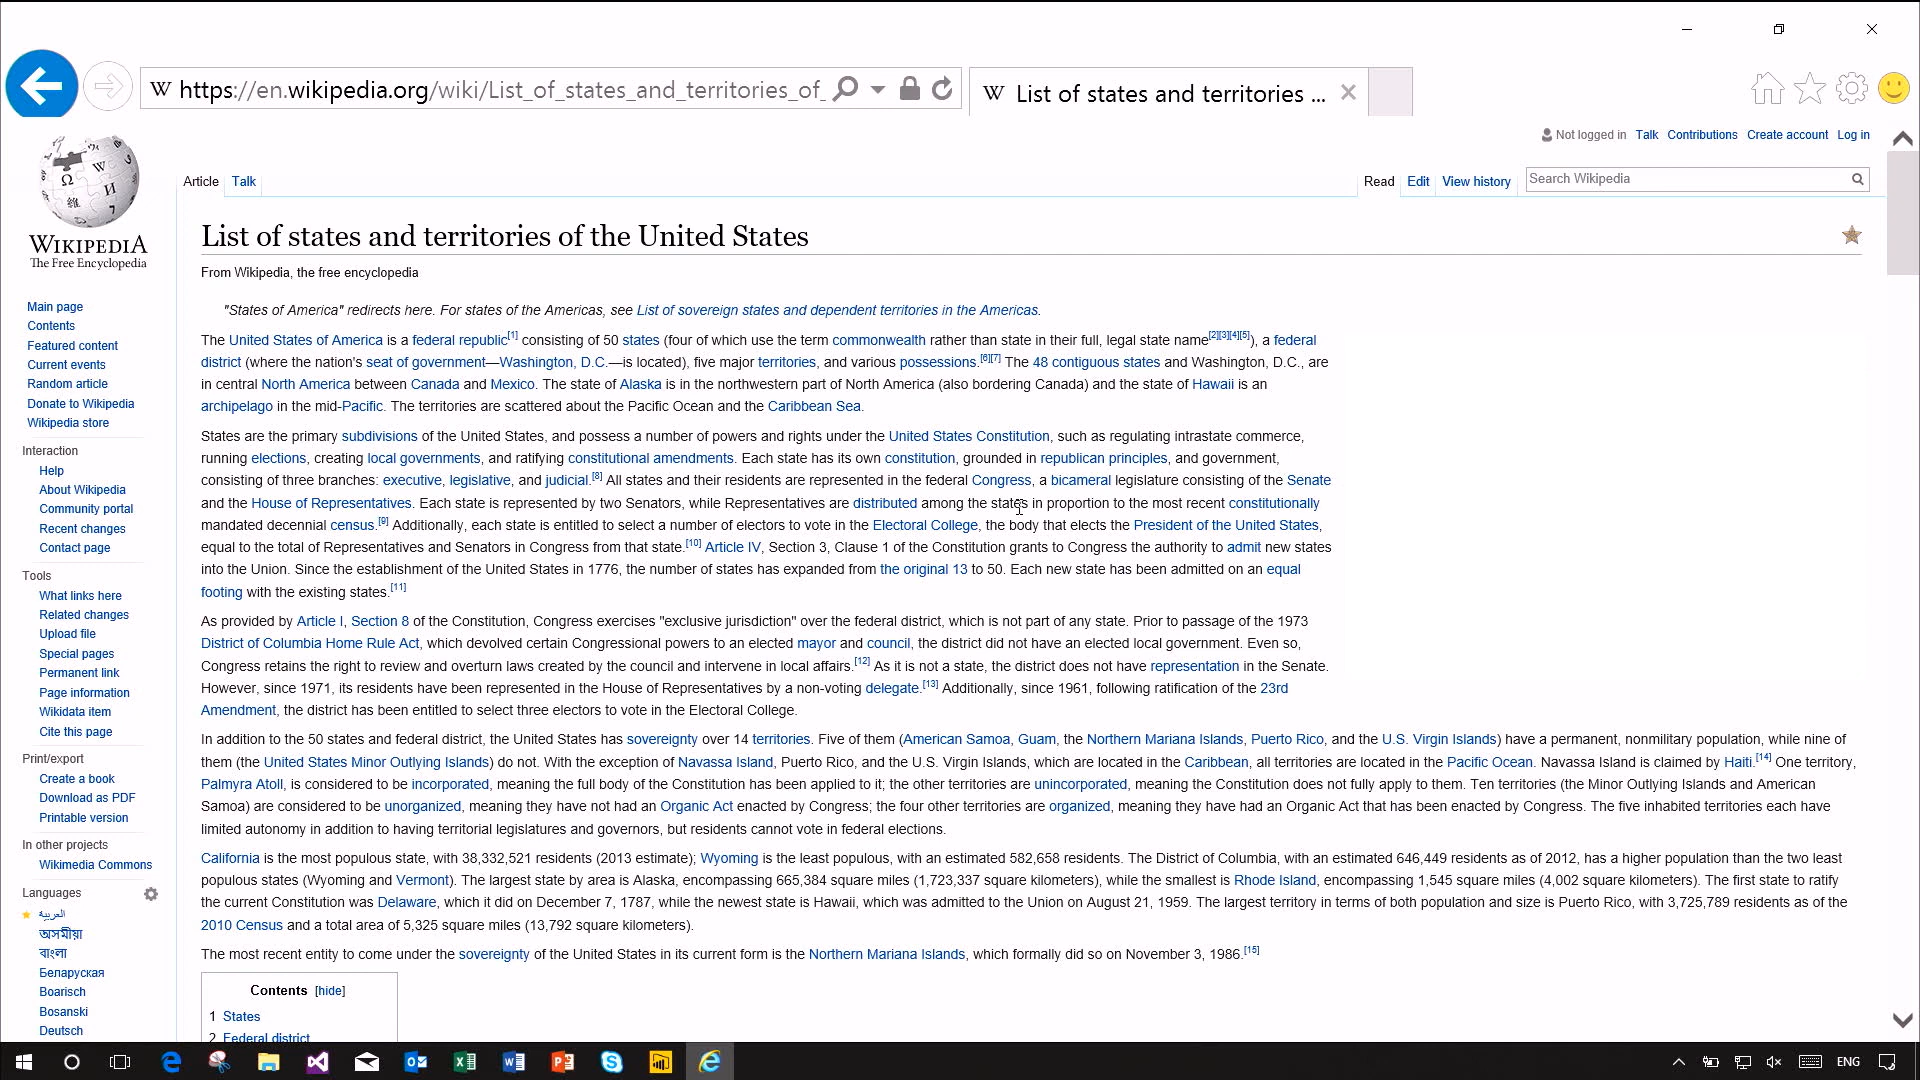 W https://en.wikipedia.org/wiki/List_of_states_and_territories_of_
W List of states and territories ...
Not logged in Talk Contributions Create account Log in
Article Talk
Read Edit View history Search Wikipedia
WIKIPEDIA
The Free Encyclopedia
Main page
Contents
Featured content
Current events
Random article
Donate to Wikipedia
Wikipedia store
Interaction
Help
About Wikipedia
Community portal
Recent changes
Contact page
Tools
What links here
Related changes
Upload file
Special pages
Permanent link
Page information
Wikidata item
Cite this page
Print/export
Create a book
Download as PDF
Printable version
In other projects
Wikimedia Commons
Languages
العربية
অসমীয়া
বাংলা
Беларуская
Boarisch
Bosanski
Deutsch
List of states and territories of the United States
From Wikipedia, the free encyclopedia
"States of America" redirects here. For states of the Americas, see List of sovereign states and dependent territories in the Americas.
The United States of America is a federal republic[1] consisting of 50 states (four of which use the term commonwealth rather than state in their full, legal state name[2][3][4][5]), a federal
district (where the nation's seat of government—Washington, D.C.—is located), five major territories, and various possessions.[6][7] The 48 contiguous states and Washington, D.C., are
in central North America between Canada and Mexico. The state of Alaska is in the northwestern part of North America (also bordering Canada) and the state of Hawaii is an
archipelago in the mid-Pacific. The territories are scattered about the Pacific Ocean and the Caribbean Sea.
States are the primary subdivisions of the United States, and possess a number of powers and rights under the United States Constitution, such as regulating intrastate commerce,
running elections, creating local governments, and ratifying constitutional amendments. Each state has its own constitution, grounded in republican principles, and government,
consisting of three branches: executive, legislative, and judicial.[8] All states and their residents are represented in the federal Congress, a bicameral legislature consisting of the Senate
and the House of Representatives. Each state is represented by two Senators, while Representatives are distributed among the states in proportion to the most recent constitutionally
mandated decennial census.[9] Additionally, each state is entitled to select a number of electors to vote in the Electoral College, the body that elects the President of the United States,
equal to the total of Representatives and Senators in Congress from that state.[10] Article IV, Section 3, Clause 1 of the Constitution grants to Congress the authority to admit new states
into the Union. Since the establishment of the United States in 1776, the number of states has expanded from the original 13 to 50. Each new state has been admitted on an equal
footing with the existing states.[11]
As provided by Article I, Section 8 of the Constitution, Congress exercises "exclusive jurisdiction" over the federal district, which is not part of any state. Prior to passage of the 1973
District of Columbia Home Rule Act, which devolved certain Congressional powers to an elected mayor and council, the district did not have an elected local government. Even so,
Congress retains the right to review and overturn laws created by the council and intervene in local affairs.[12] As it is not a state, the district does not have representation in the Senate.
However, since 1971, its residents have been represented in the House of Representatives by a non-voting delegate.[13] Additionally, since 1961, following ratification of the 23rd
Amendment, the district has been entitled to select three electors to vote in the Electoral College.
In addition to the 50 states and federal district, the United States has sovereignty over 14 territories. Five of them (American Samoa, Guam, the Northern Mariana Islands, Puerto Rico, and the U.S. Virgin Islands) have a permanent, nonmilitary population, while nine of
them (the United States Minor Outlying Islands) do not. With the exception of Navassa Island, Puerto Rico, and the U.S. Virgin Islands, which are located in the Caribbean, all territories are located in the Pacific Ocean. Navassa Island is claimed by Haiti.[14] One territory,
Palmyra Atoll, is considered to be incorporated, meaning the full body of the Constitution has been applied to it; the other territories are unincorporated, meaning the Constitution does not fully apply to them. Ten territories (the Minor Outlying Islands and American
Samoa) are considered to be unorganized, meaning they have not had an Organic Act enacted by Congress; the four other territories are organized, meaning they have had an Organic Act that has been enacted by Congress. The five inhabited territories each have
limited autonomy in addition to having territorial legislatures and governors, but residents cannot vote in federal elections.
California is the most populous state, with 38,332,521 residents (2013 estimate); Wyoming is the least populous, with an estimated 582,658 residents. The District of Columbia, with an estimated 646,449 residents as of 2012, has a higher population than the two least
populous states (Wyoming and Vermont). The largest state by area is Alaska, encompassing 665,384 square miles (1,723,337 square kilometers), while the smallest is Rhode Island, encompassing 1,545 square miles (4,002 square kilometers). The first state to ratify
the current Constitution was Delaware, which it did on December 7, 1787, while the newest state is Hawaii, which was admitted to the Union on August 21, 1959. The largest territory in terms of both population and size is Puerto Rico, with 3,725,789 residents as of the
2010 Census and a total area of 5,325 square miles (13,792 square kilometers).
The most recent entity to come under the sovereignty of the United States in its current form is the Northern Mariana Islands, which formally did so on November 3, 1986.[15]
Contents [hide]
1 States
2 Federal district
ENG